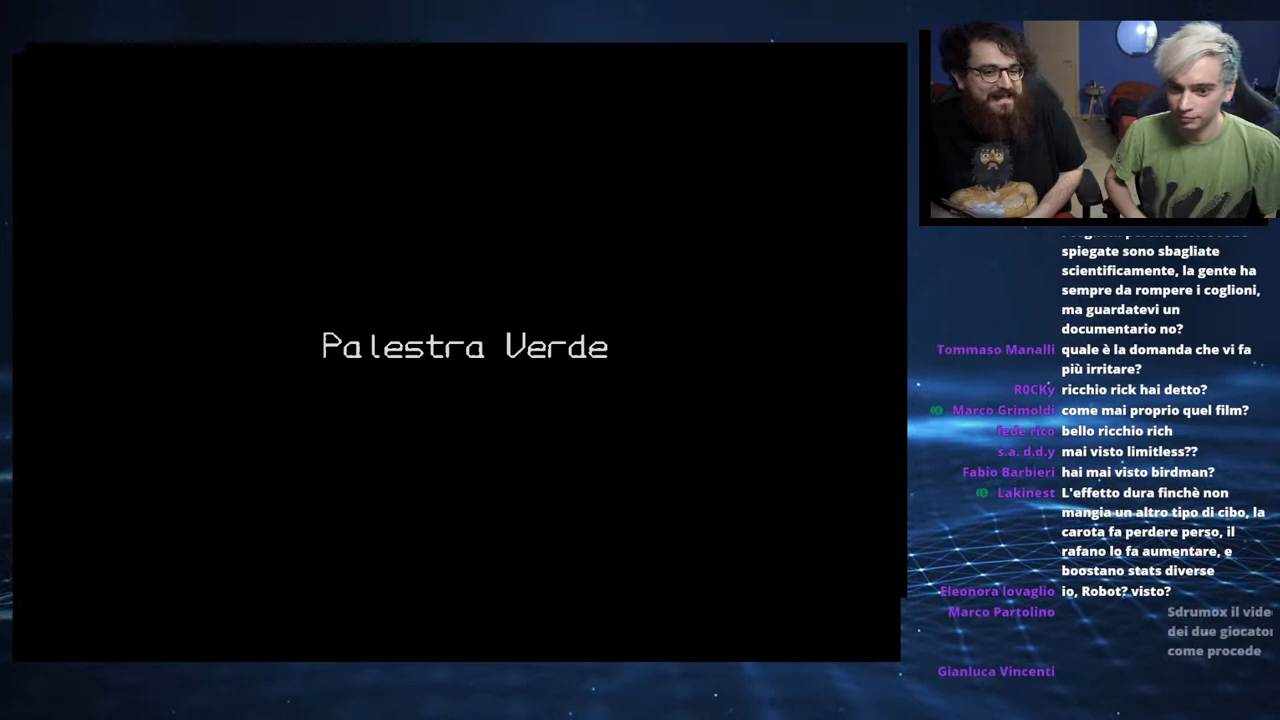 Palestra Verde
spiegate sono sbagliate
scientificamente, la gente ha
sempre da rompere i coglioni,
ma guardatevi un
documentario no?
Tommaso Manalli quale è la domanda che vi fa
più irritare?
R0CKy ricchio rick hai detto?
Marco Grimoldi come mai proprio quel film?
fede rico bello ricchio rich
s.a. d.d.y mai visto limitless??
Fabio Barbieri hai mai visto birdman?
Lakinest L'effetto dura finchè non
mangia un altro tipo di cibo, la
carota fa perdere perso, il
rafano lo fa aumentare, e
boostano stats diverse
Eleonora Iovaglio io, Robot? visto?
Marco Partolino Sdrumox il vide
dei due giocator
come procede
Gianluca Vincenti